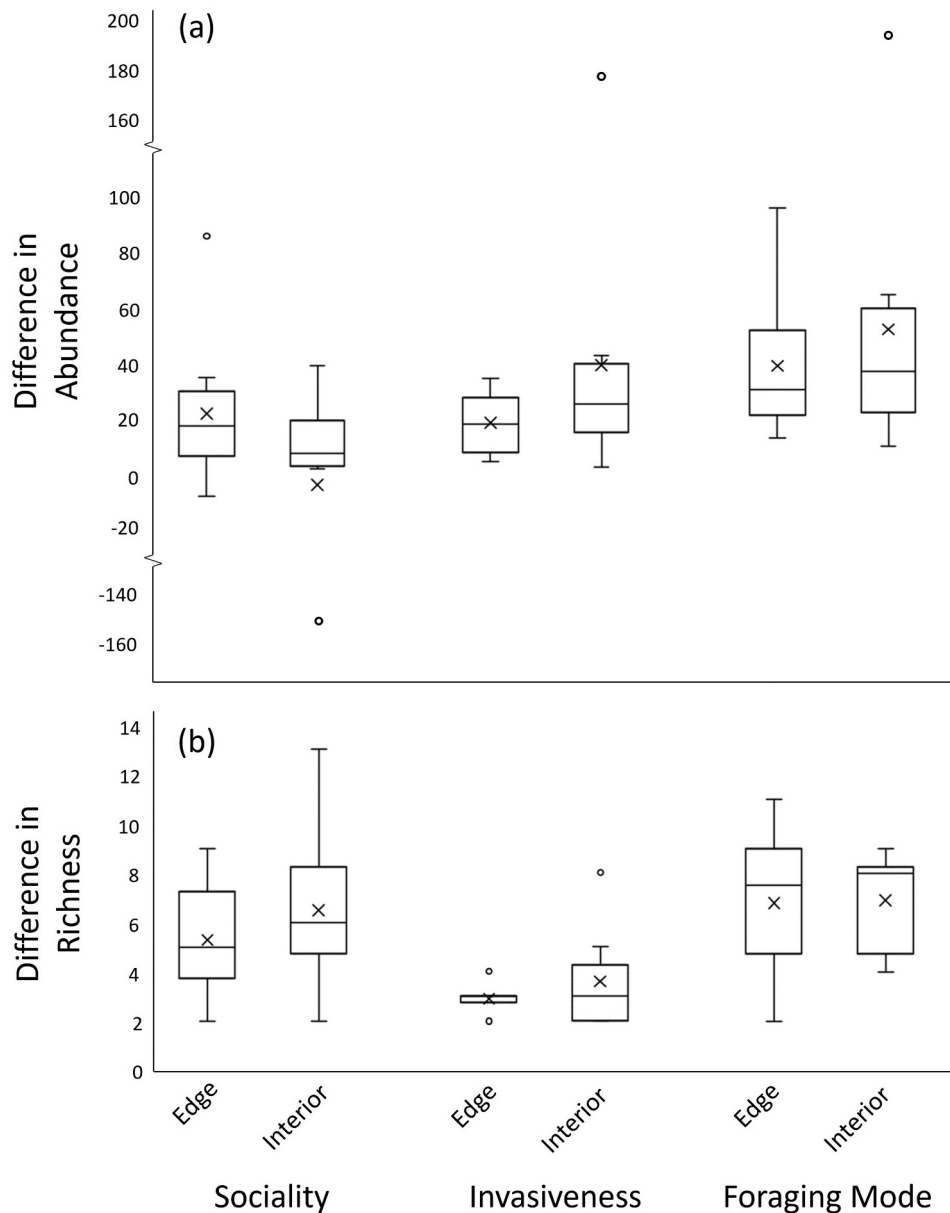 (a)
200
180
160
100
80
60
40
20
0
-20
-140
-160
Difference in
Abundance
(b)
14
12
10
8
6
4
2
0
Difference in
Richness
Edge
Interior
Edge
Interior
Edge
Interior
Sociality
Invasiveness
Foraging Mode